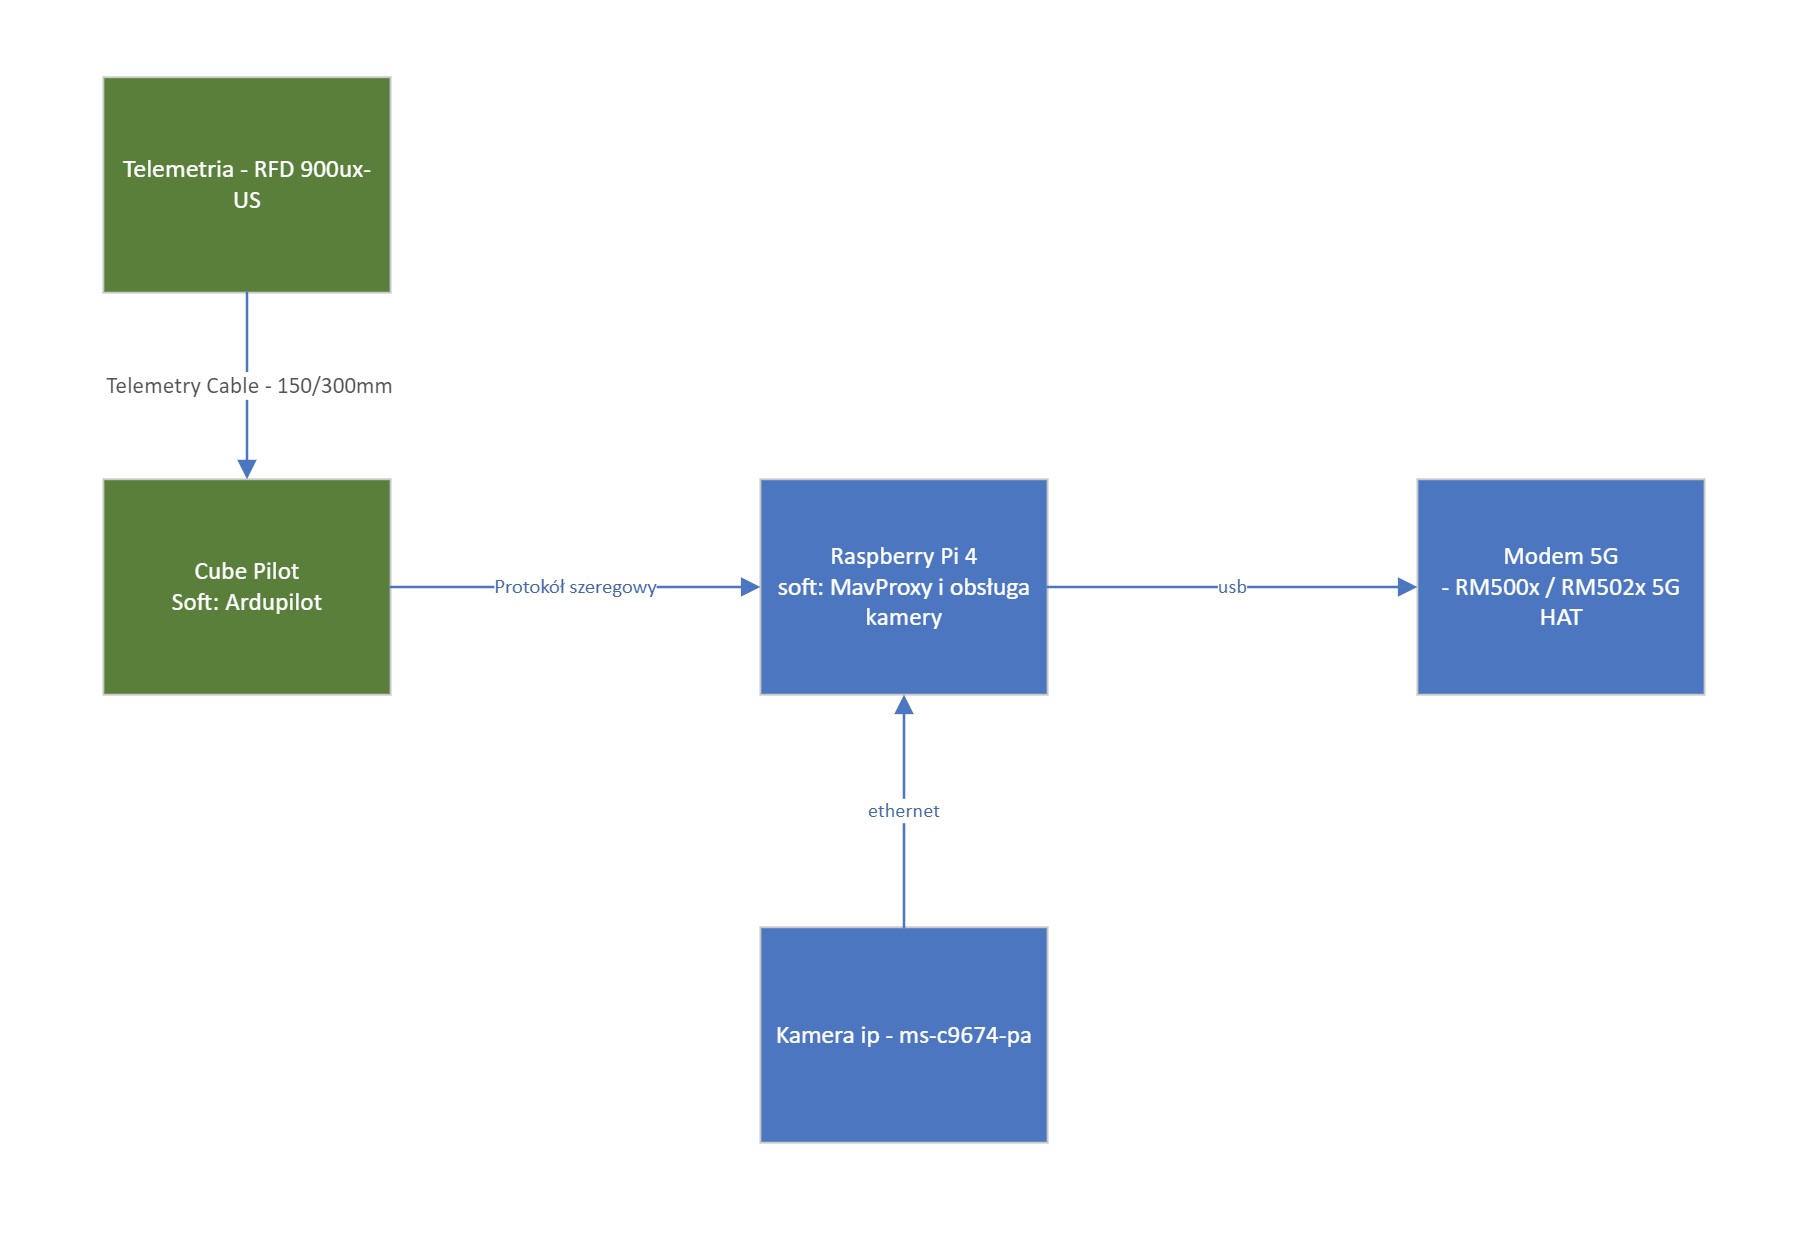 Telemetria - RFD 900ux-
US
Telemetry Cable - 150/300mm
Cube Pilot
Soft: Ardupilot
Protokół szeregowy
Raspberry Pi 4
soft: MavProxy i obsługa
kamery
usb
Modem 5G
- RM500x / RM502x 5G
HAT
ethernet
Kamera ip - ms-c9674-pa